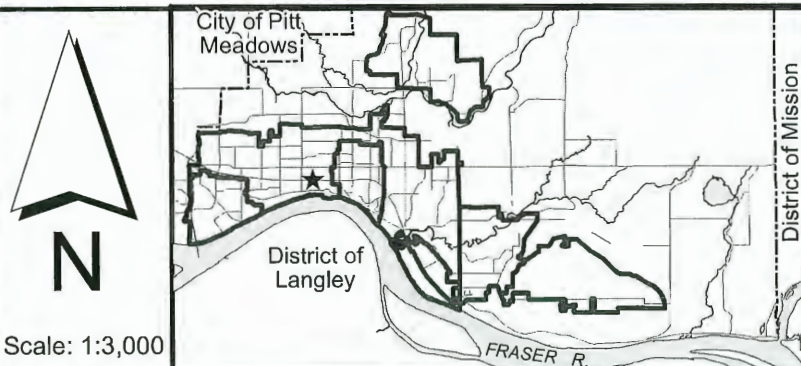 N
Scale: 1:3,000
City of Pitt
Meadows
District of
Langley
District of Mission
FRASER R.